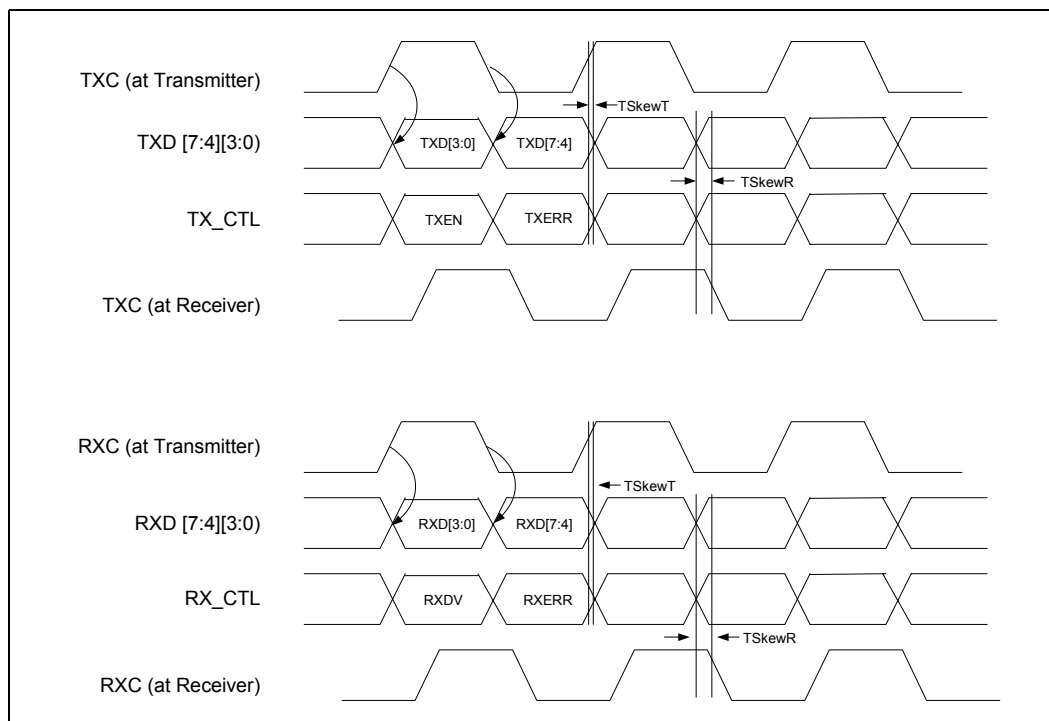 TXC (at Transmitter)
TSkewT
TXD [7:4][3:0)
TXD[3:0]
TXD[7:4]
TSkewR
TX_CTL
TXEN
TXERR
TXC (at Receiver)
RXC (at Transmitter)
TSkewT
RXD [7:4][3:0)
RXD[3:0]
RXD[7:4]
RX_CTL
RXDV
RXERR
TSkewR
RXC (at Receiver)